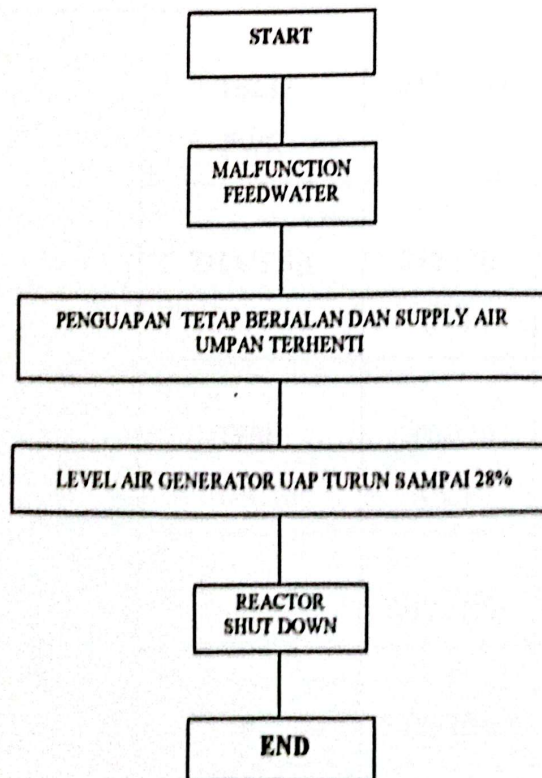 START
MALFUNCTION
FEEDWATER
PENGUAPAN TETAP BERJALAN DAN SUPPLY AIR
UMPAN TERHENTI
LEVEL AIR GENERATOR UAP TURUN SAMPAI 28%
REACTOR
SHUT DOWN
END